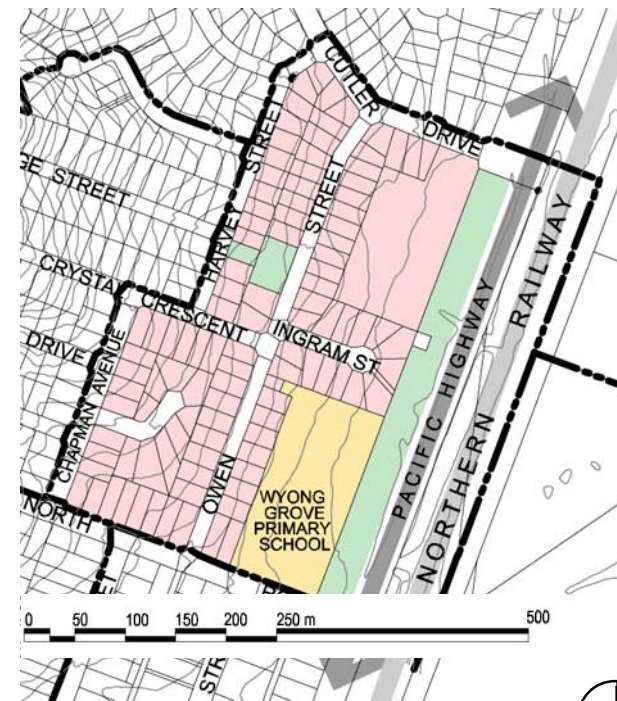 CUTLER
DRIVE
HARVEY STREET
STREET
GE STREET
RAILWAY
CRYSTAL CRESCENT
INGRAM ST
PACIFIC HIGHWAY
DRIVE
CHAPMAN AVENUE
OWEN
NORTHERN
WYONG
GROVE
PRIMARY
SCHOOL
NORTH
0 50 100 150 200 250 m 500
STR